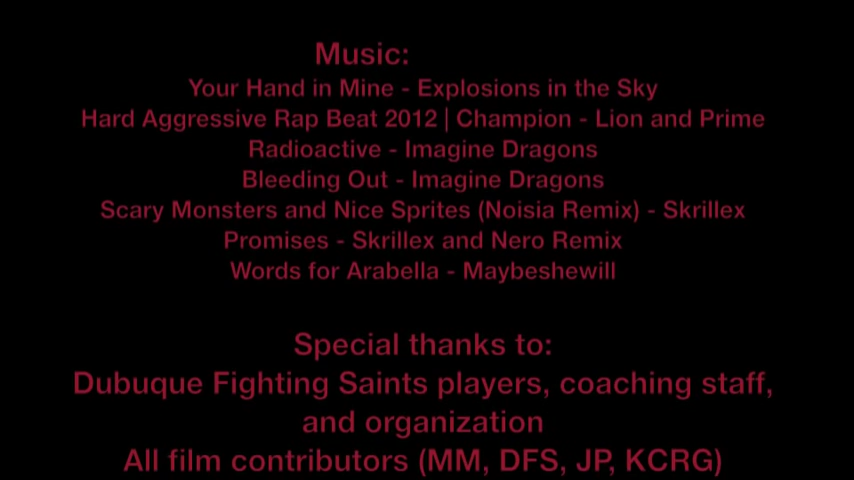 Music:
Your Hand in Mine - Explosions in the Sky
Hard Aggressive Rap Beat 2012 | Champion - Lion and Prime
Radioactive - Imagine Dragons
Bleeding Out - Imagine Dragons
Scary Monsters and Nice Sprites (Noisia Remix) - Skrillex
Promises - Skrillex and Nero Remix
Words for Arabella - Maybeshewill
Special thanks to:
Dubuque Fighting Saints players, coaching staff,
and organization
All film contributors (MM, DFS, JP, KCRG)